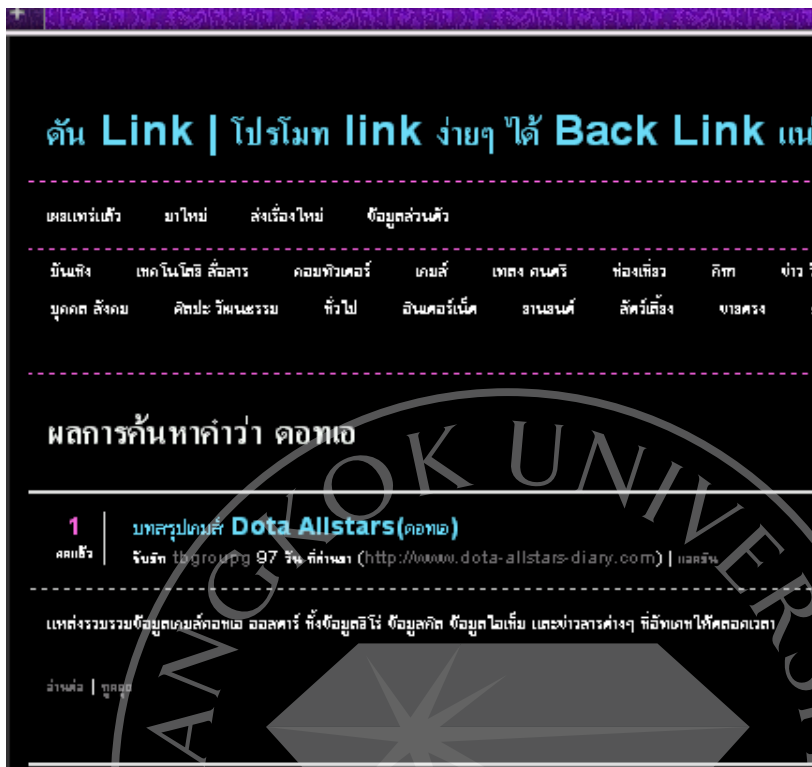 ดัน Link | โปรโมท link ง่ายๆ ได้ Back Link
เผยแพร่แล้ว มาใหม่ ส่งเรื่องใหม่ ข้อมูลส่วนตัว
บันเทิง เทคโนโลยี สื่อสาร คอมพิวเตอร์ เกมส์ เพลง ดนตรี ท่องเที่ยว กีฬา ข่าว
บุคคล สังคม ศิลปะ วัฒนธรรม ทั่วไป อินเตอร์เน็ต ยานยนต์ สัตว์เลี้ยง ขายตรง
ผลการค้นหาคำว่า ดอทเอ
1 บทสรุปเกมส์ Dota Allstars(ดอทเอ)
tbgroupg 97 วัน ที่ผ่านมา (http://www.dota-allstars-diary.com) |
แหล่งรวบรวมข้อมูลเกมส์ดอทเอ ออลสตาร์ ทั้งข้อมูลฮีโร่ ข้อมูลสกิล ข้อมูลไอเท็ม และข่าวสารต่างๆ ที่อัพเดทให้ตลอดเวลา
อ่านต่อ |
ANGKOK UNIVERS